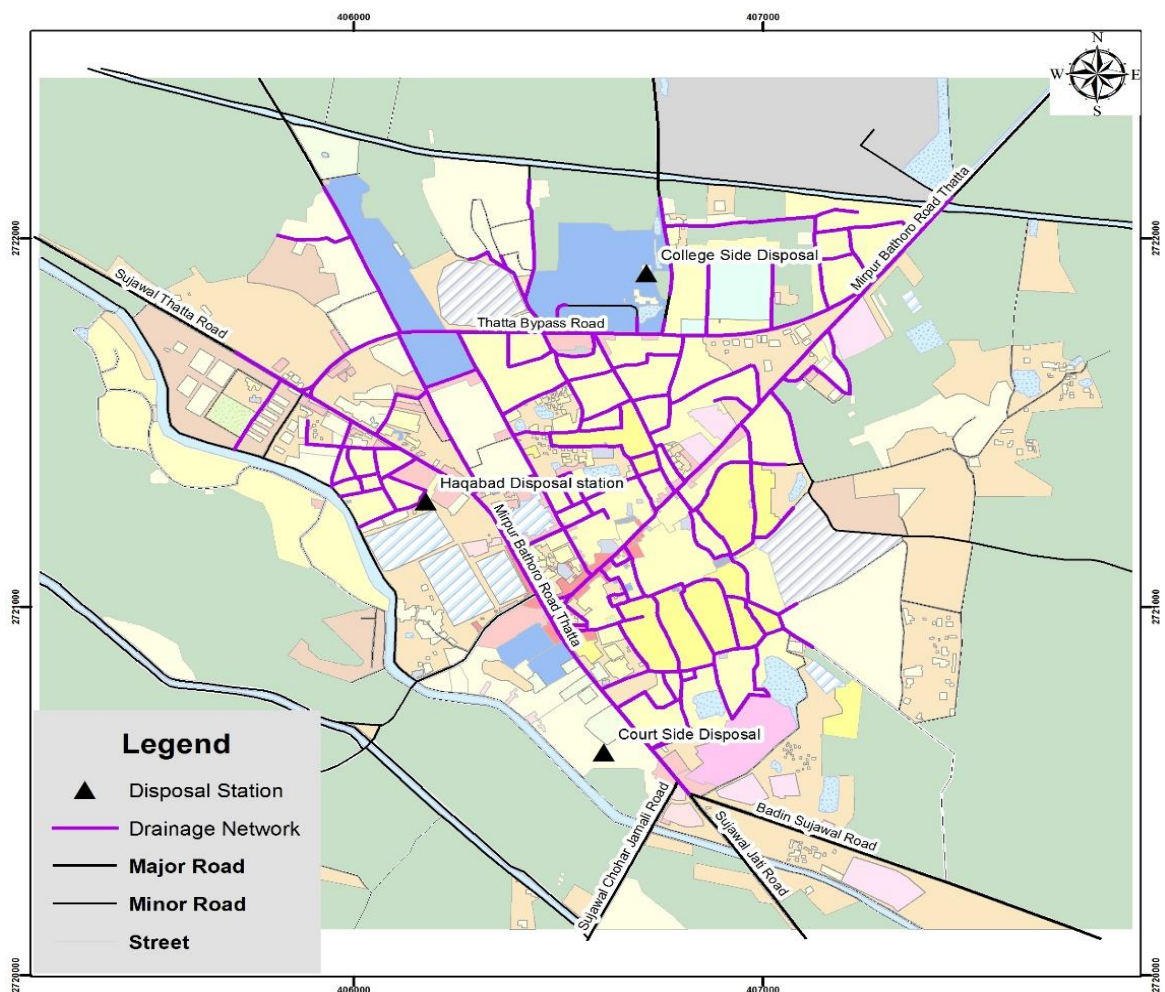 406000
407000
N
W
E
S
2722000
2722000
Mirpur Bathoro Road Thatta
College Side Disposal
Sujawal Thatta Road
Thatta Bypass Road
Haqabad Disposal station
Mirpur Bathoro Road Thatta
2721000
2721000
Court Side Disposal
Legend
Disposal Station
Drainage Network
Major Road
Minor Road
Street
Sujawal Chohar Jamali Road
Sujawal Jati Road
Badin Sujawal Road
2720000
2720000
406000
407000